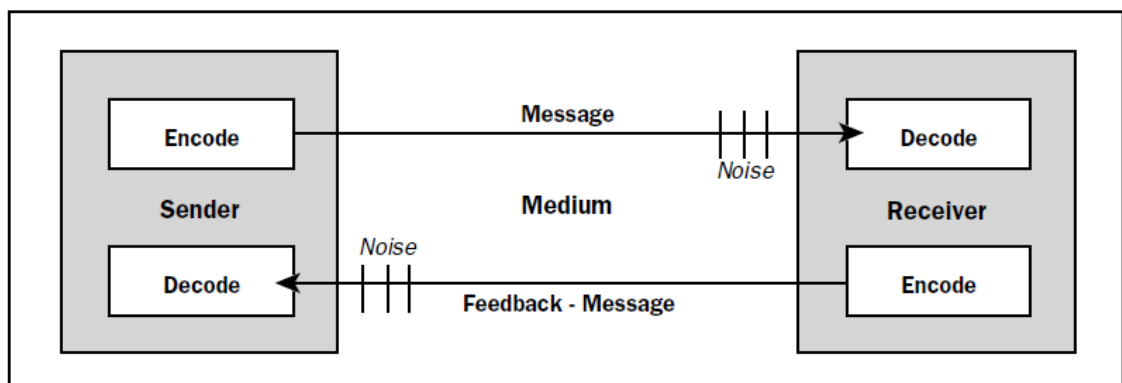 Message
Encode
Decode
Noise
Sender
Medium
Receiver
Noise
Decode
Encode
Feedback - Message